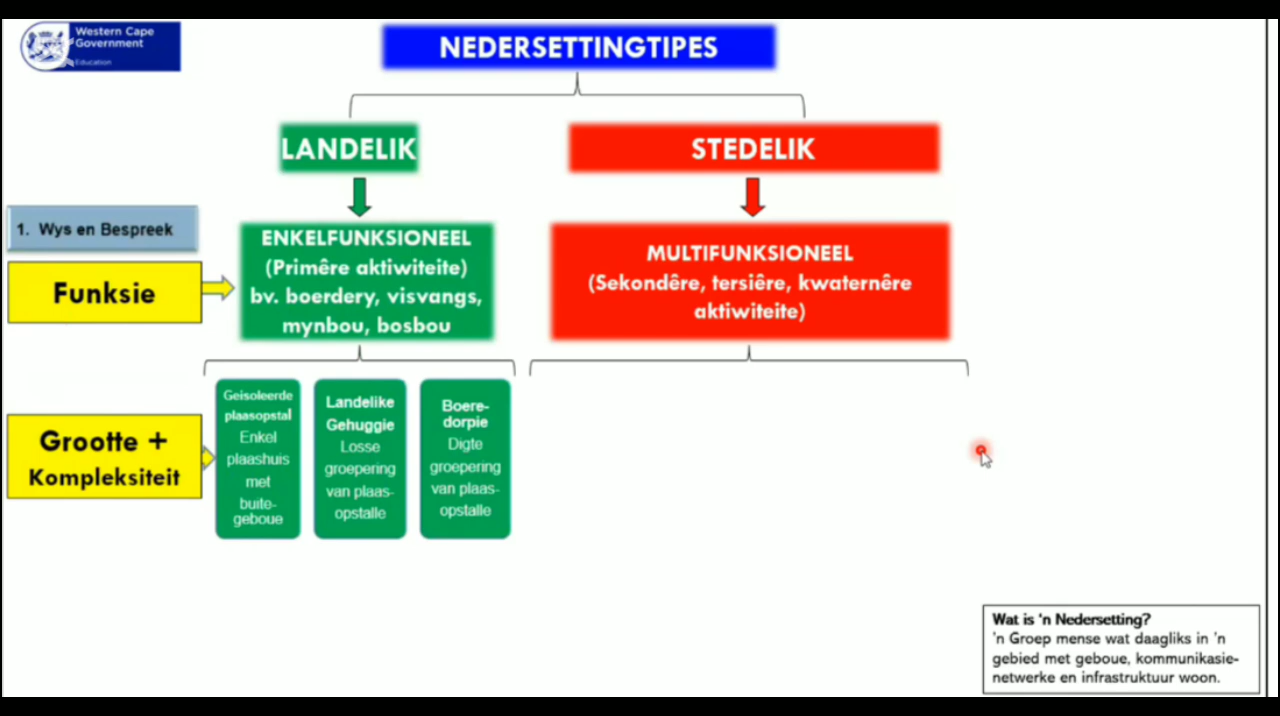 Western Cape
Government
Education
NEDERSETTINGTIPES
LANDELIK
STEDELIK
1. Wys en Bespreek
Funksie
ENKELFUNKSIONEEL
(Primêre aktiwiteite)
bv. boerdery, visvangs,
mynbou, bosbou
MULTIFUNKSIONEEL
(Sekondêre, tersiêre, kwaternêre
aktiwiteite)
Grootte +
Kompleksiteit
Geisoleerde
plaasopstal
Enkel
plaashuis
met
buite-
geboue
Landelike
Gehuggie
Losse
groepering
van plaas-
opstalle
Boere-
dorpie
Digte
groepering
van plaas-
opstalle
Wat is 'n Nedersetting?
'n Groep mense wat daagliks in 'n
gebied met geboue, kommunikasie-
netwerke en infrastruktuur woon.